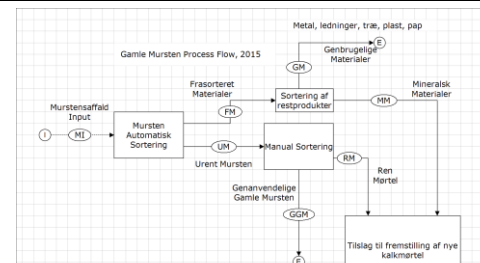 Metal, ledninger, træ, plast, pap
Gamle Mursten Process Flow, 2015
E
Genbrugelige
Materialer
GM
Frasorteret
Materialer
Mineralsk
Materialer
Sortering af
restprodukter
FM
MM
Murstensaffald
Input
Mursten
Automatisk
Sortering
I
MI
UM
Manual Sortering
Urent Mursten
RM
Ren
Mørtel
Genanvendelige
Gamle Mursten
GGM
Tilslag til fremstilling af nye
kalkmørtel
E